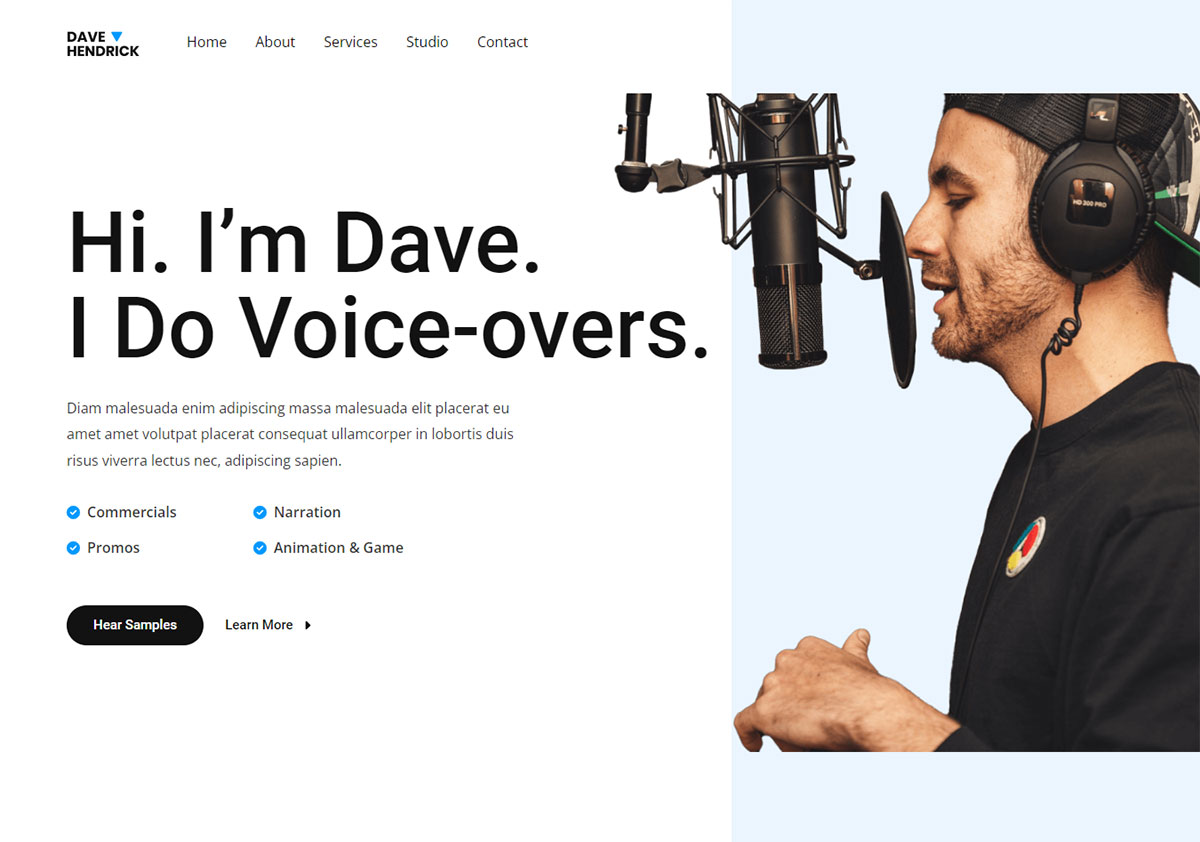 DAVE
HENDRICK
Home About Services Studio Contact
HD 300 PRO
Hi. I’m Dave.
I Do Voice-overs.
Diam malesuada enim adipiscing massa malesuada elit placerat eu
amet amet volutpat placerat consequat ullamcorper in lobortis duis
risus viverra lectus nec, adipiscing sapien.
Commercials Narration
Promos Animation & Game
Hear Samples Learn More